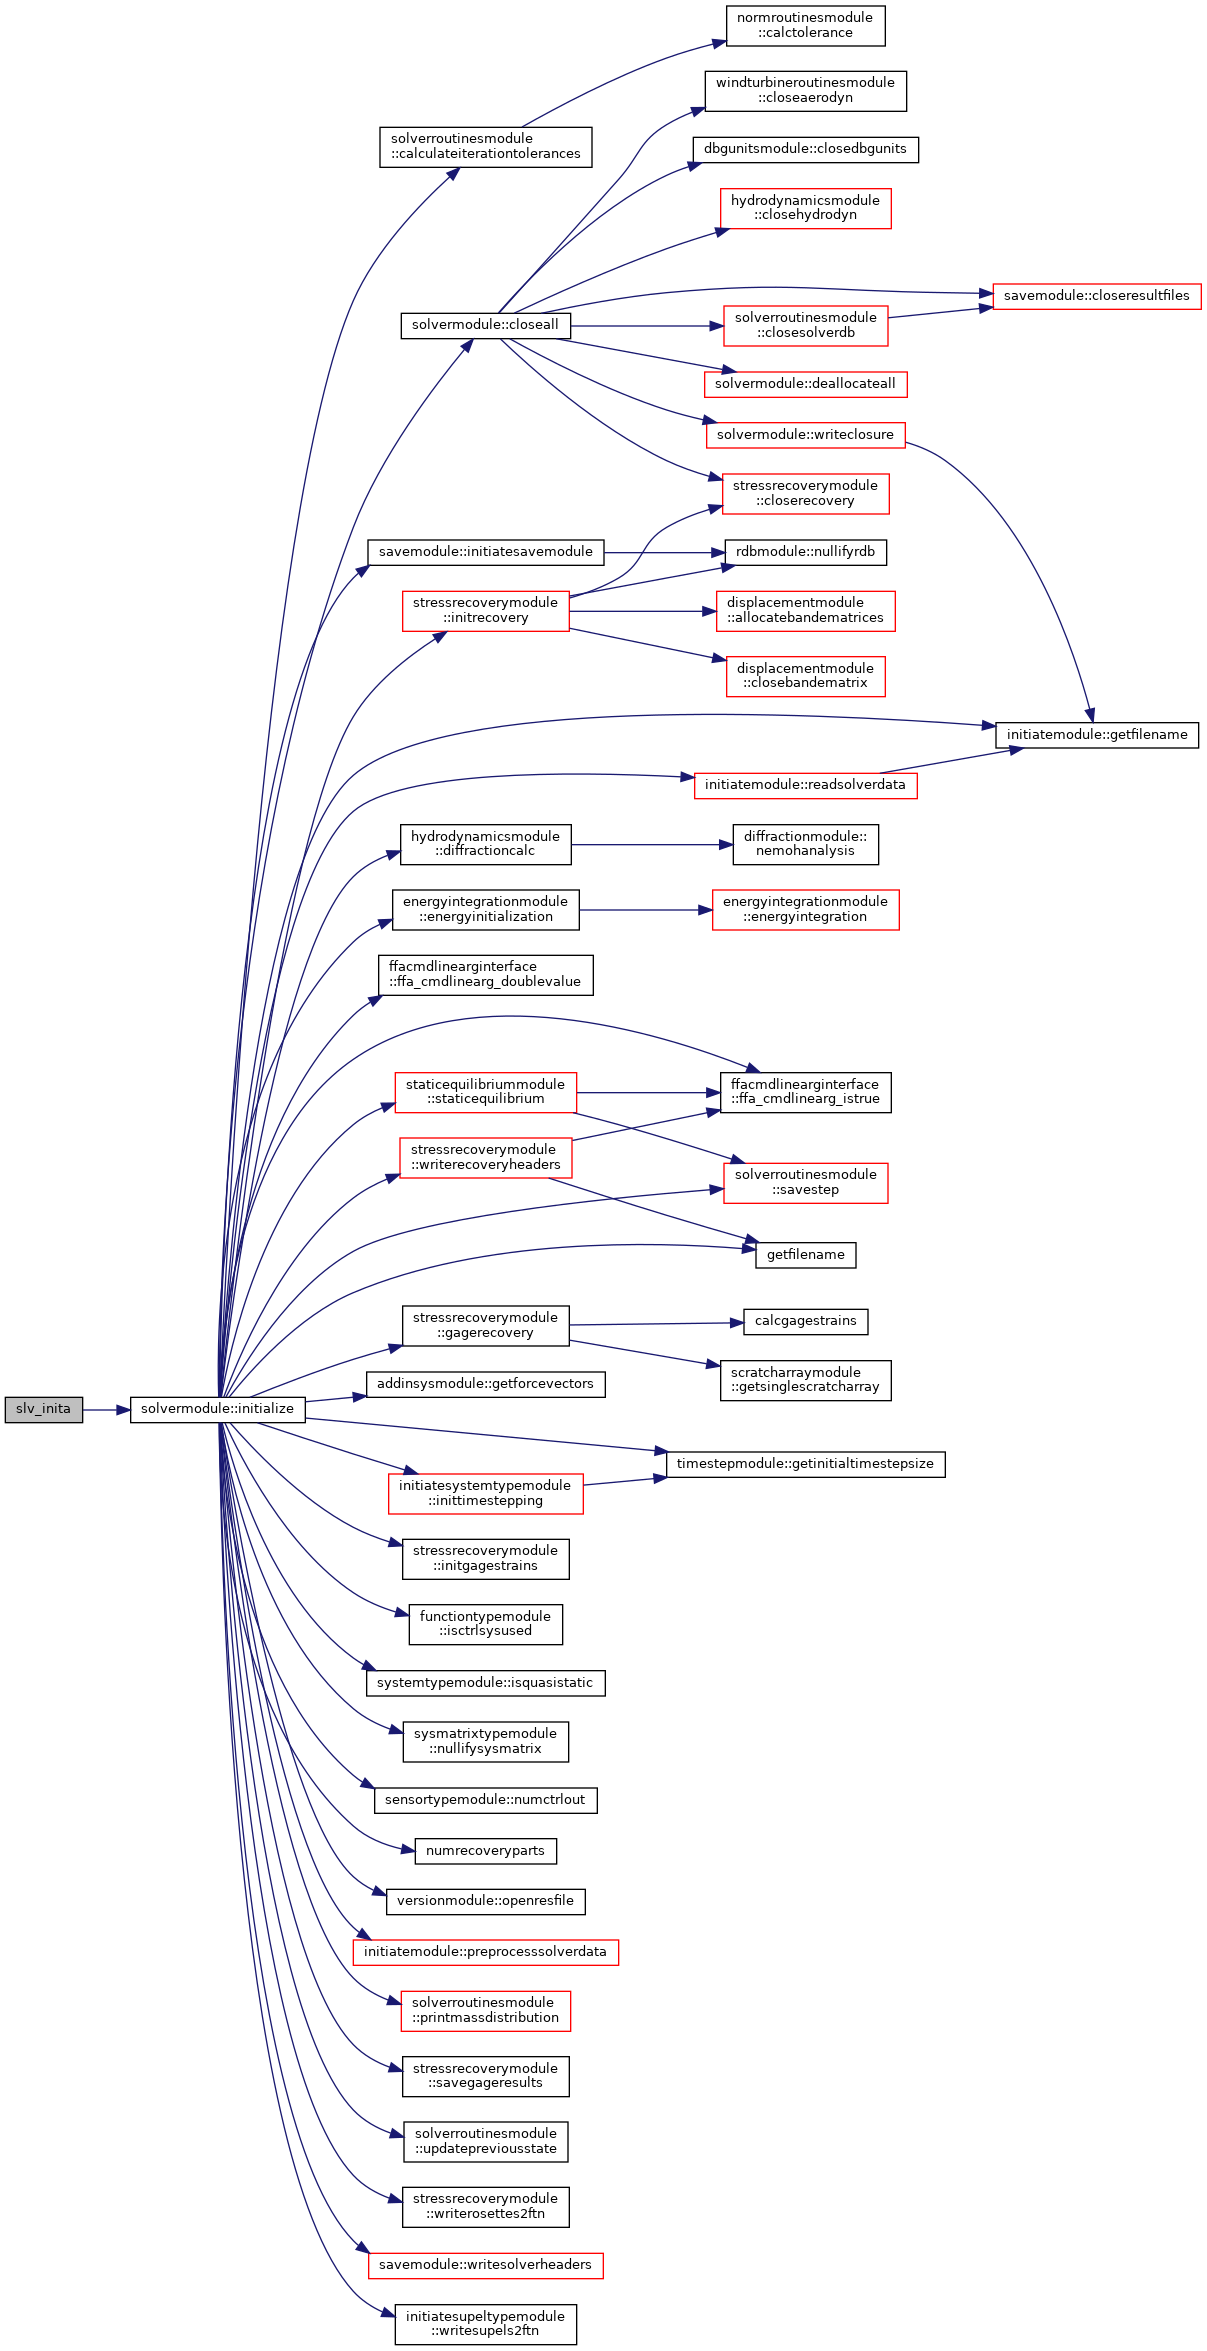 normroutinesmodule
::calctolerance
windturbineroutinesmodule
::closeaerodyn
solverroutinesmodule
::calculateiterationtolerances
dbgunitsmodule::closedbgunits
hydrodynamicsmodule
::closehydrodyn
savemodule::closeresultfiles
solvermodule::closeall
solverroutinesmodule
::closesolverdb
solvermodule::deallocateall
solvermodule::writeclosure
stressrecoverymodule
::closerecovery
savemodule::initiatesavemodule
rdbmodule::nullifyrdb
stressrecoverymodule
::initrecovery
displacementmodule
::allocatebandematrices
displacementmodule
::closebandematrix
initiatemodule::getfilename
initiatemodule::readsolverdata
hydrodynamicsmodule
::diffractioncalc
diffractionmodule::
nemohanalysis
energyintegrationmodule
::energyinitialization
energyintegrationmodule
::energyintegration
ffacmdlinearginterface
::ffa_cmdlinearg_doublevalue
staticequilibriummodule
::staticequilibrium
ffacmdlinearginterface
::ffa_cmdlinearg_istrue
stressrecoverymodule
::writerecoveryheaders
solverroutinesmodule
::savestep
getfilename
stressrecoverymodule
::gagerecovery
calcgagestrains
scratcharraymodule
::getsinglescratcharray
addinsysmodule::getforcevectors
slv_inita
solvermodule::initialize
timestepmodule::getinitialtimestepsize
initiatesystemtypemodule
::inittimestepping
stressrecoverymodule
::initgagestrains
functiontypemodule
::isctrlsysused
systemtypemodule::isquasistatic
sysmatrixtypemodule
::nullifysysmatrix
sensortypemodule::numctrlout
numrecoveryparts
versionmodule::openresfile
initiatemodule::preprocesssolverdata
solverroutinesmodule
::printmassdistribution
stressrecoverymodule
::savegageresults
solverroutinesmodule
::updatepreviousstate
stressrecoverymodule
::writerosettes2ftn
savemodule::writesolverheaders
initiatesupeltypemodule
::writesupels2ftn